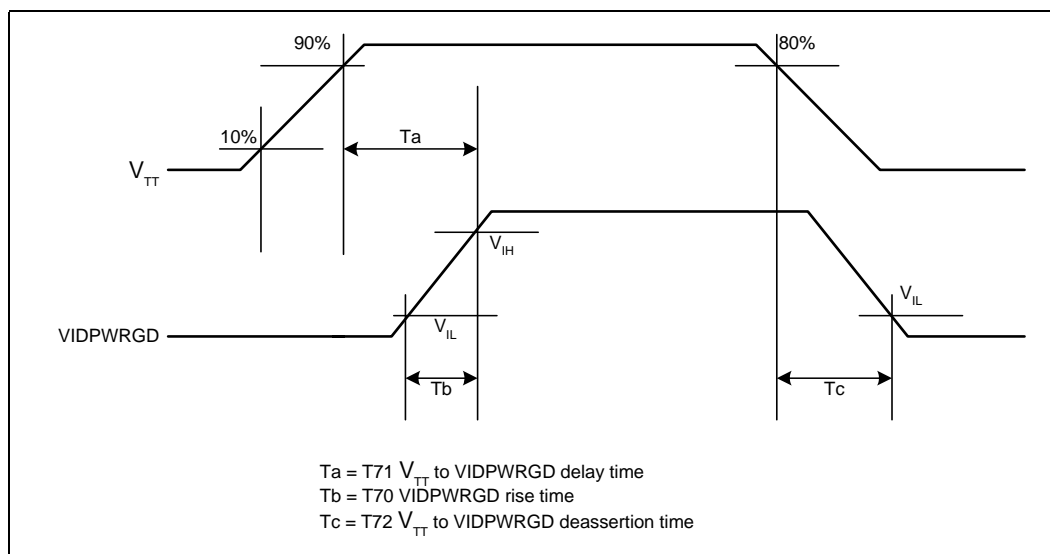 90%
80%
10%
Ta
VTT
VIH
VIL
VIL
VIDPWRGD
Tb
Tc
Ta = T71 VTT to VIDPWRGD delay time
Tb = T70 VIDPWRGD rise time
Tc = T72 VTT to VIDPWRGD deassertion time